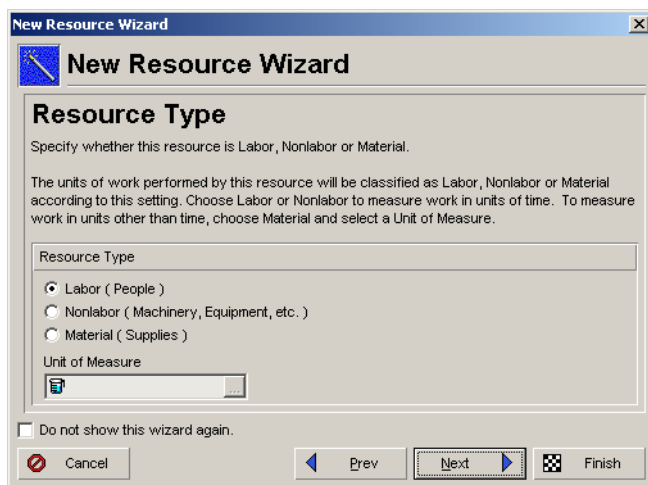 New Resource Wizard
New Resource Wizard
Resource Type
Specify whether this resource is Labor, Nonlabor or Material.
The units of work performed by this resource will be classified as Labor, Nonlabor or Material
according to this setting. Choose Labor or Nonlabor to measure work in units of time. To measure
work in units other than time, choose Material and select a Unit of Measure.
Resource Type
Labor ( People )
Nonlabor ( Machinery, Equipment, etc. )
Material ( Supplies )
Unit of Measure
...
Do not show this wizard again.
Cancel Prev Next Finish